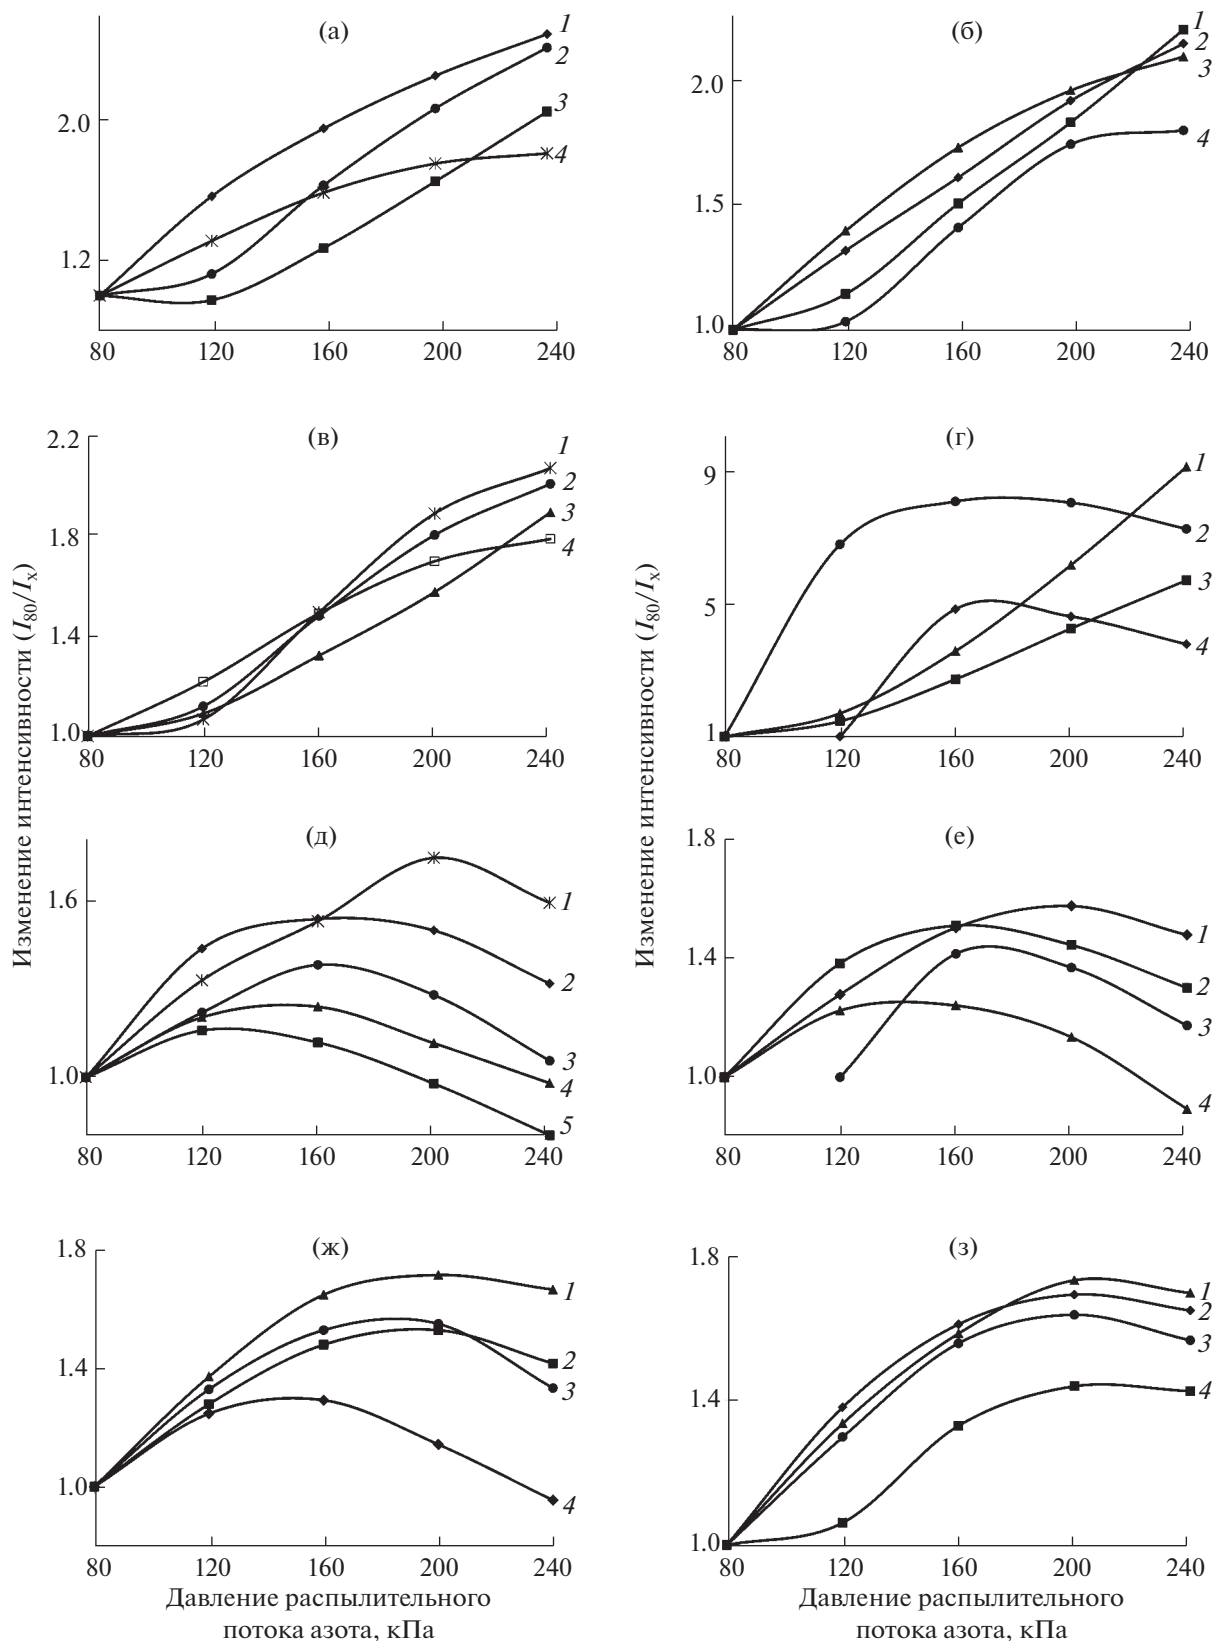 (а)
2.0
1.2
1
2
3
4
80 120 160 200 240
(б)
2.0
1.5
1.0
1
2
3
4
80 120 160 200 240
(в)
2.2
1.8
1.4
1.0
1
2
3
4
80 120 160 200 240
(г)
9
5
1
1
2
3
4
80 120 160 200 240
Изменение интенсивности (I80/Ix)
Изменение интенсивности (I80/Ix)
(д)
1.6
1.0
1
2
3
4
5
80 120 160 200 240
(е)
1.8
1.4
1.0
1
2
3
4
80 120 160 200 240
(ж)
1.8
1.4
1.0
1
2
3
4
80 120 160 200 240
Давление распылительного
потока азота, кПа
(з)
1.8
1.4
1.0
1
2
3
4
80 120 160 200 240
Давление распылительного
потока азота, кПа